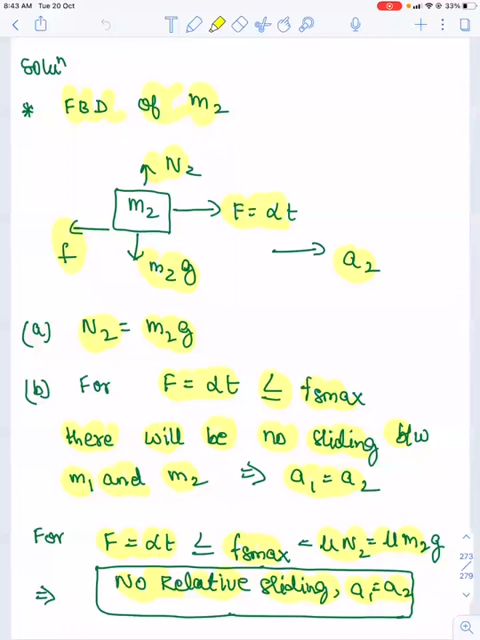 8:43 AM Tue 20 Oct
33%
Soluⁿ
* FBD of m₂
N₂
m₂
F = αt
f
m₂g
a₂
(a) N₂ = m₂g
(b) For F = αt ≤ fsmax
there will be no sliding b/w
m₁ and m₂ ⇒ a₁ = a₂
For F = αt ≤ fsmax = μN₂ = μm₂g
⇒ No Relative sliding, a₁ = a₂
273
/
279